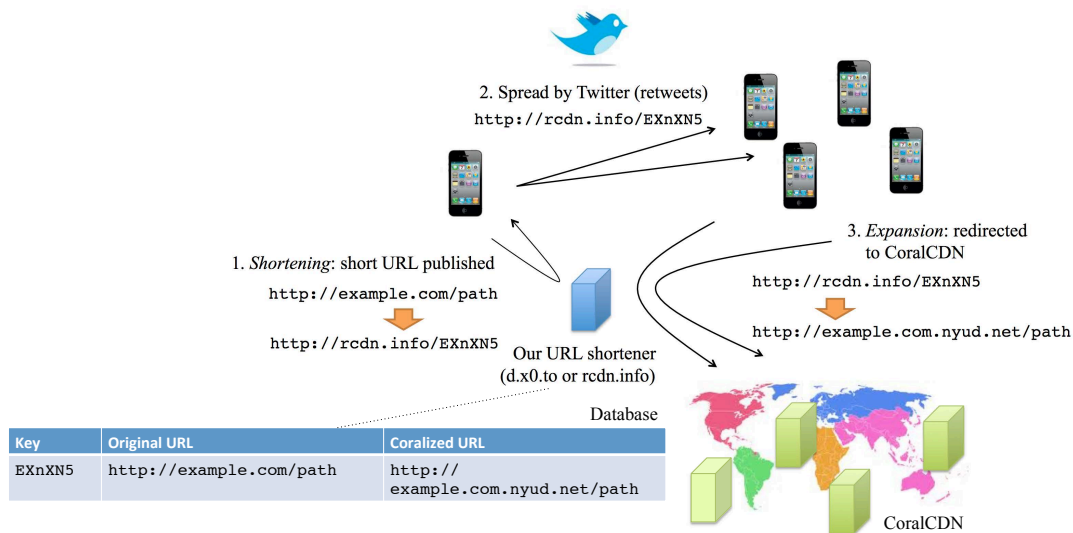 2. Spread by Twitter (retweets)
http://rcdn.info/EXnXN5
1. Shortening: short URL published
http://example.com/path
http://rcdn.info/EXnXN5
Our URL shortener
(d.x0.to or rcdn.info)
3. Expansion: redirected
to CoralCDN
http://rcdn.info/EXnXN5
http://example.com.nyud.net/path
Database
Key Original URL Coralized URL
EXnXN5 http://example.com/path http://
example.com.nyud.net/path
CoralCDN